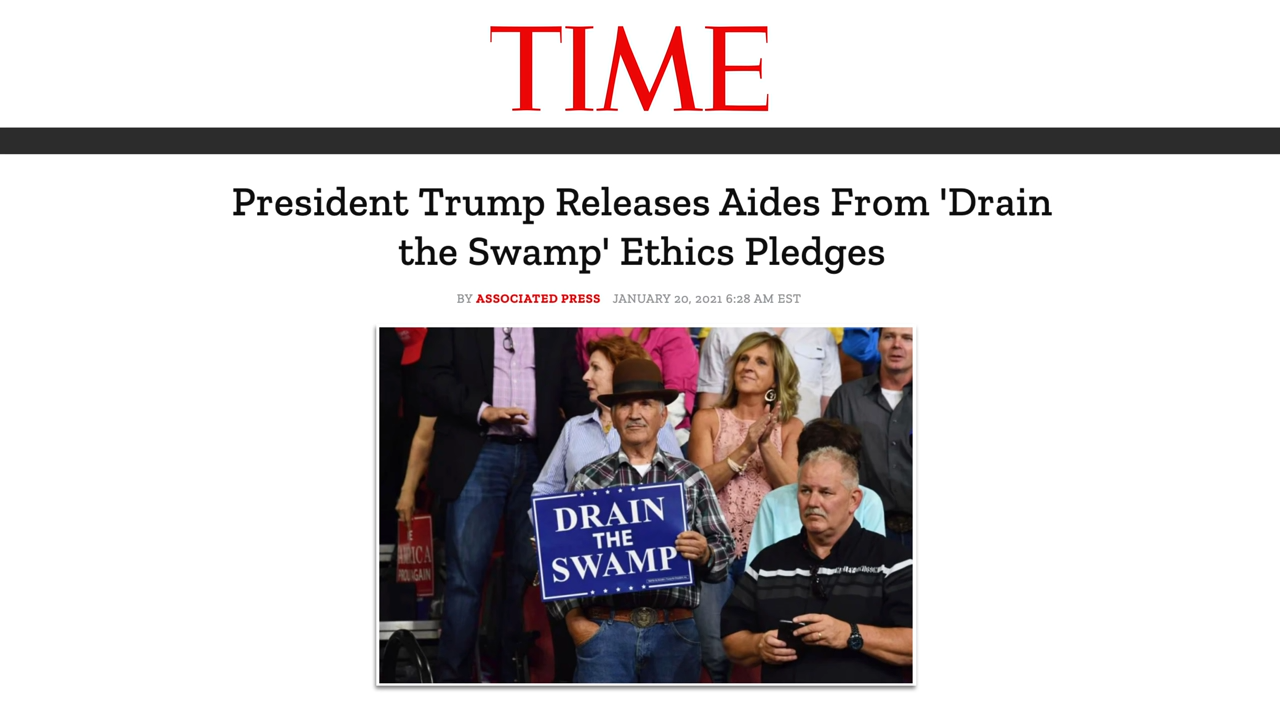 TIME
President Trump Releases Aides From 'Drain
the Swamp' Ethics Pledges
BY ASSOCIATED PRESS JANUARY 20, 2021 6:28 AM EST
DRAIN
THE
SWAMP